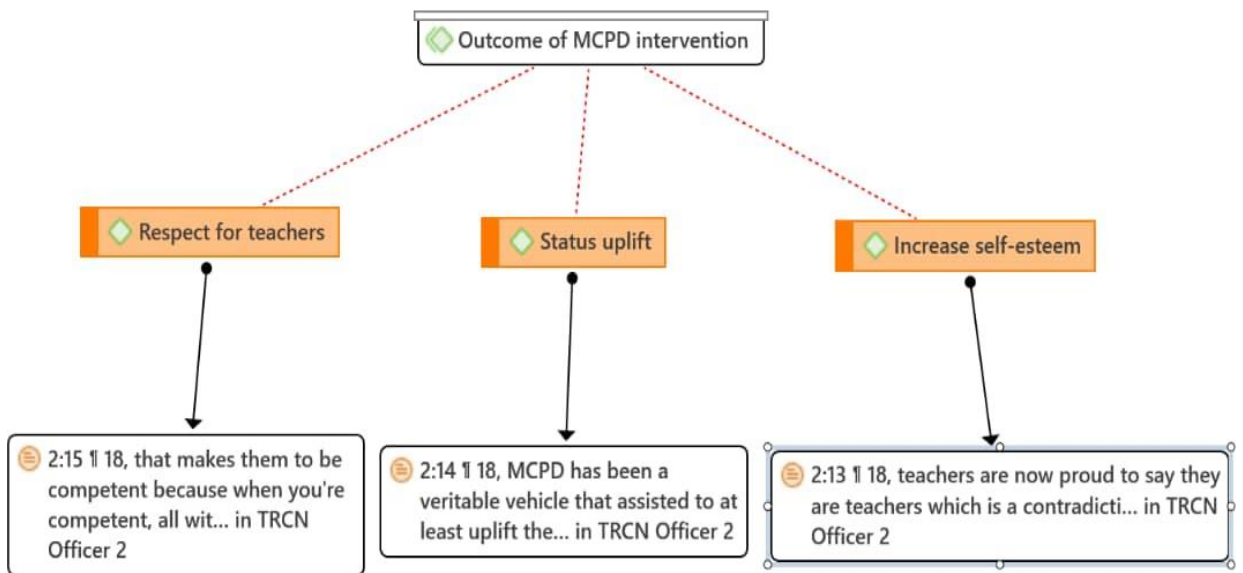 Outcome of MCPD intervention
Respect for teachers
Status uplift
Increase self-esteem
2:15 ¶ 18, that makes them to be
competent because when you're
competent, all wit... in TRCN
Officer 2
2:14 ¶ 18, MCPD has been a
veritable vehicle that assisted to at
least uplift the... in TRCN Officer 2
2:13 ¶ 18, teachers are now proud to say they
are teachers which is a contradicti... in TRCN
Officer 2